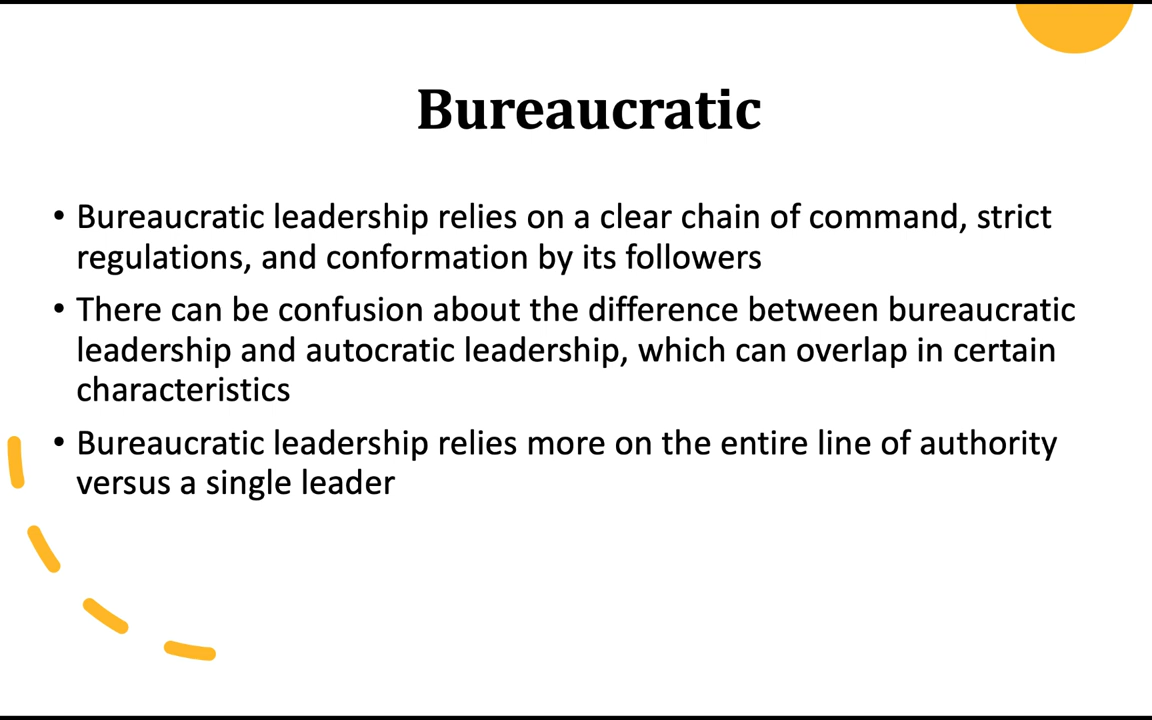 Bureaucratic
• Bureaucratic leadership relies on a clear chain of command, strict
regulations, and conformation by its followers
• There can be confusion about the difference between bureaucratic
leadership and autocratic leadership, which can overlap in certain
characteristics
• Bureaucratic leadership relies more on the entire line of authority
versus a single leader